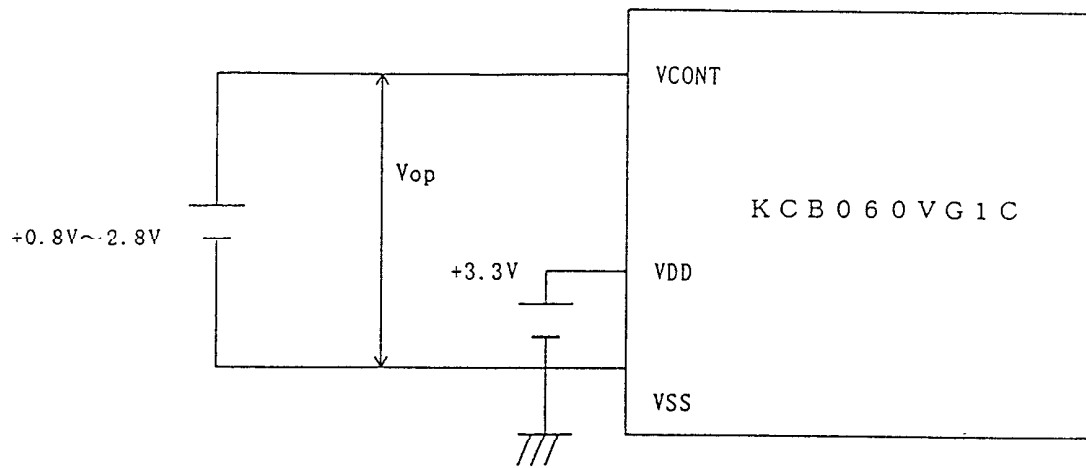 VCONT
Vop
KCB060VG1C
+0.8V~2.8V
+3.3V
VDD
VSS